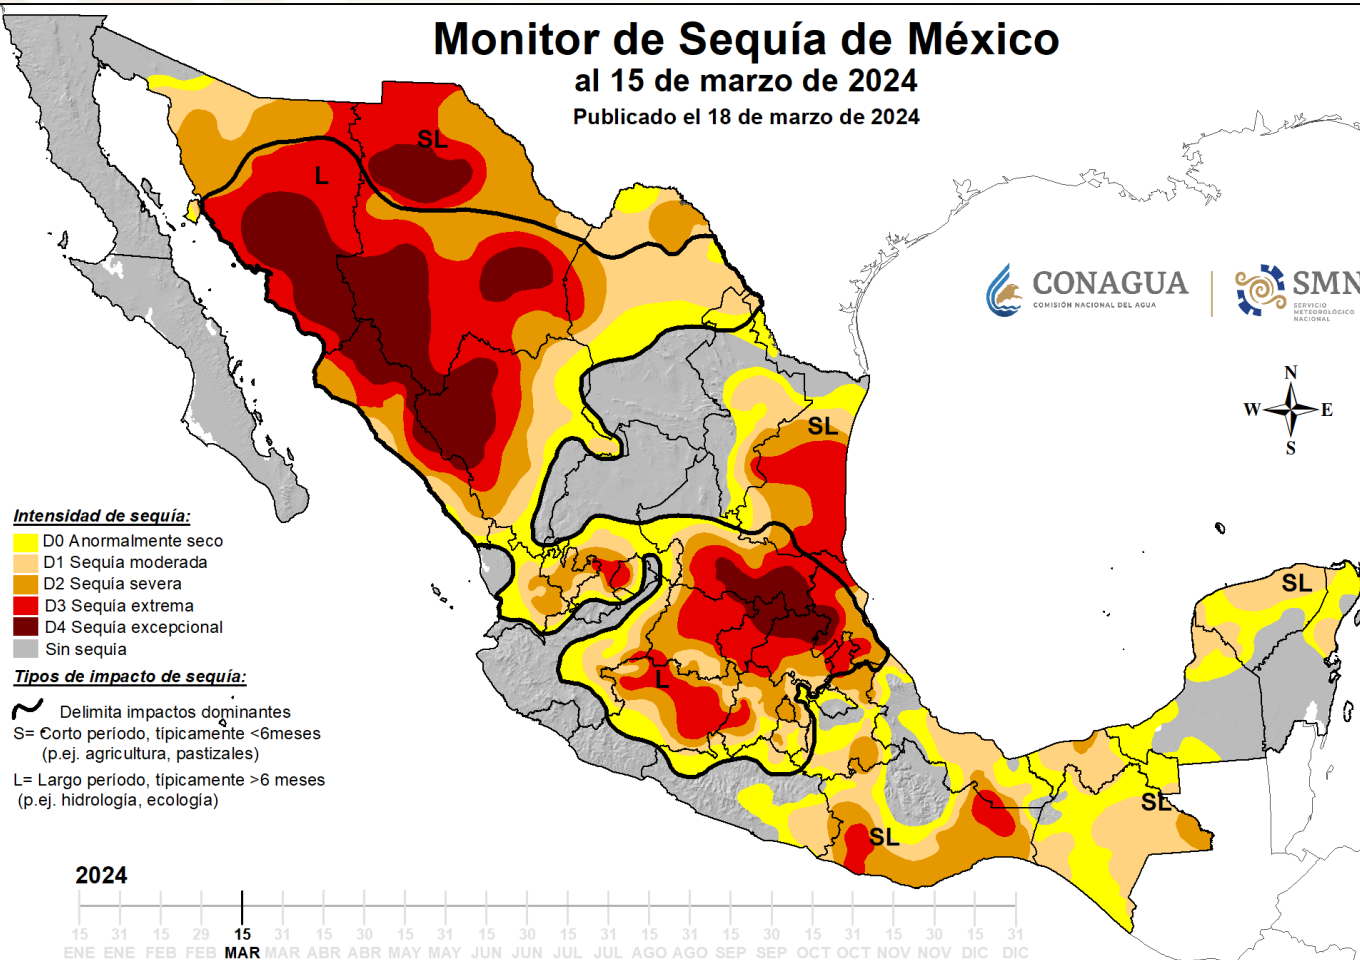 Monitor de Sequía de México
al 15 de marzo de 2024
Publicado el 18 de marzo de 2024
SL
L
CONAGUA
COMISIÓN NACIONAL DEL AGUA
SMN
SERVICIO
METEOROLÓGICO
NACIONAL
N
W E
S
SL
Intensidad de sequía:
D0 Anormalmente seco
D1 Sequía moderada
D2 Sequía severa
D3 Sequía extrema
D4 Sequía excepcional
Sin sequía
SL
Tipos de impacto de sequía:
L
Delimita impactos dominantes
S= Corto período, típicamente <6meses
(p.ej. agricultura, pastizales)
L= Largo período, típicamente >6 meses
(p.ej. hidrología, ecología)
SL
SL
2024
15 31 15 29 15 31 15 30 15 31 15 30 15 31 15 31 15 30 15 31 15 30 15 31
ENE ENE FEB FEB MAR MAR ABR ABR MAY MAY JUN JUN JUL JUL AGO AGO SEP SEP OCT OCT NOV NOV DIC DIC